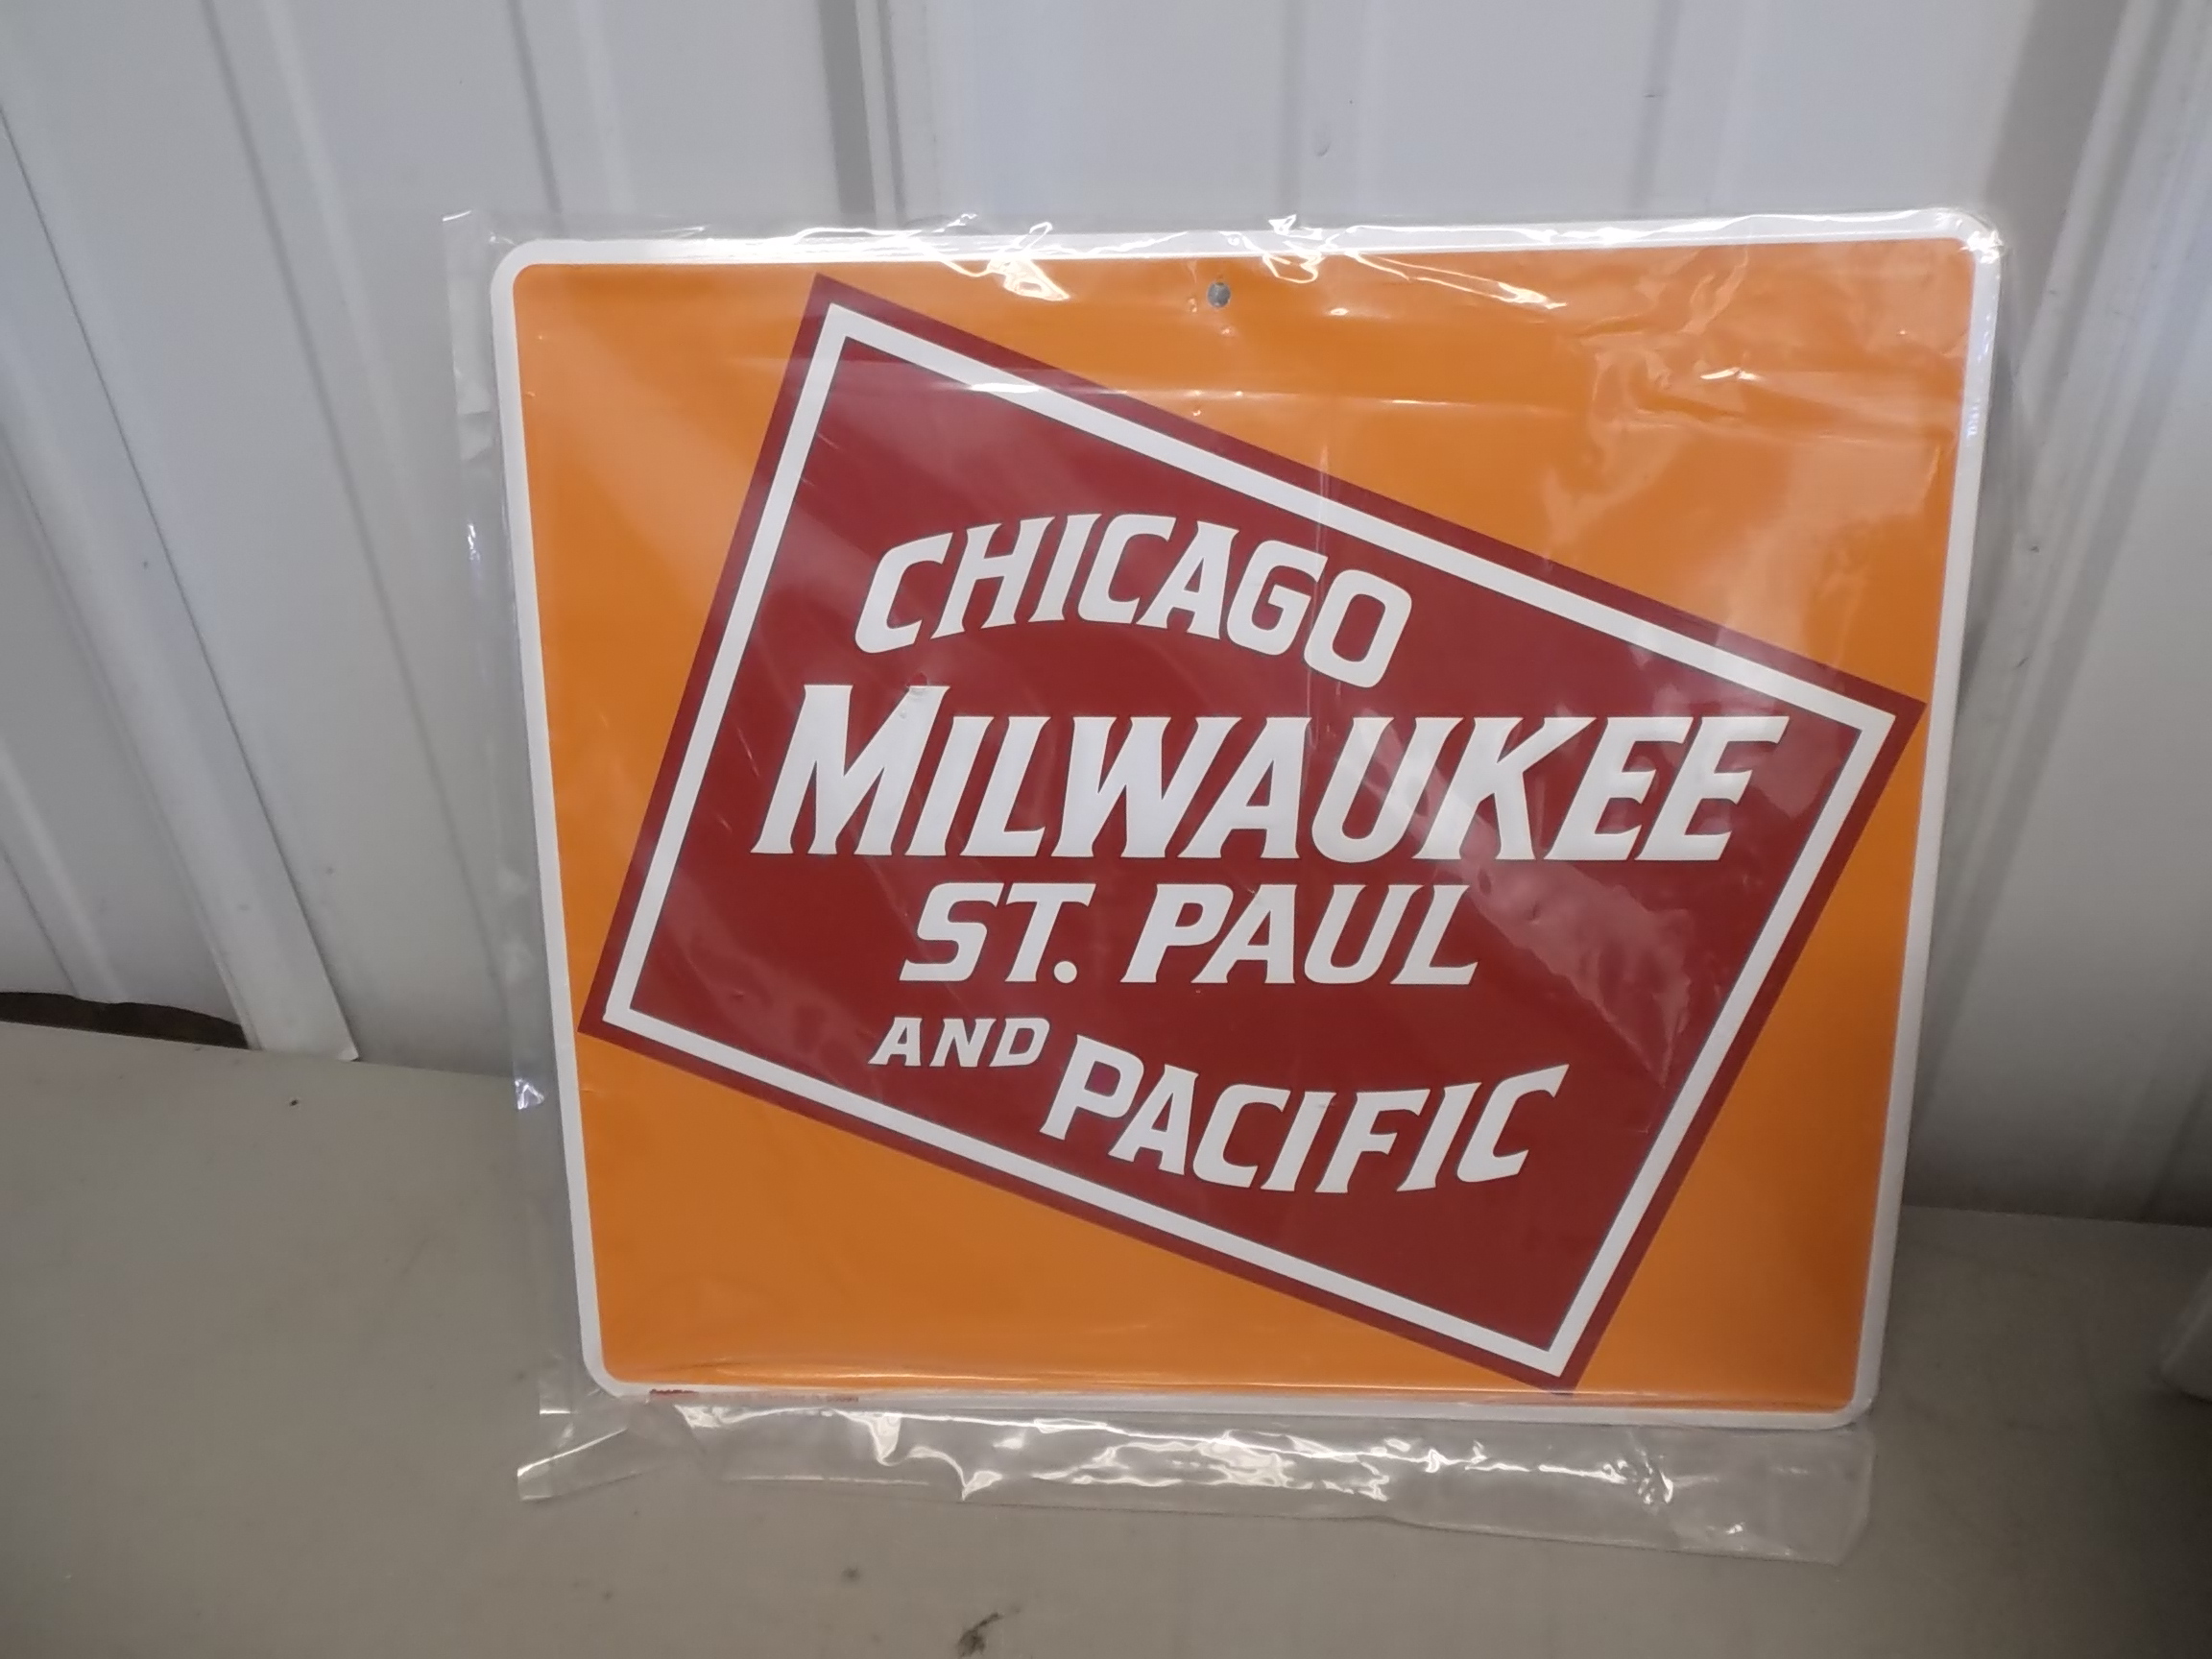 CHICAGO
MILWAUKEE
ST. PAUL
AND PACIFIC